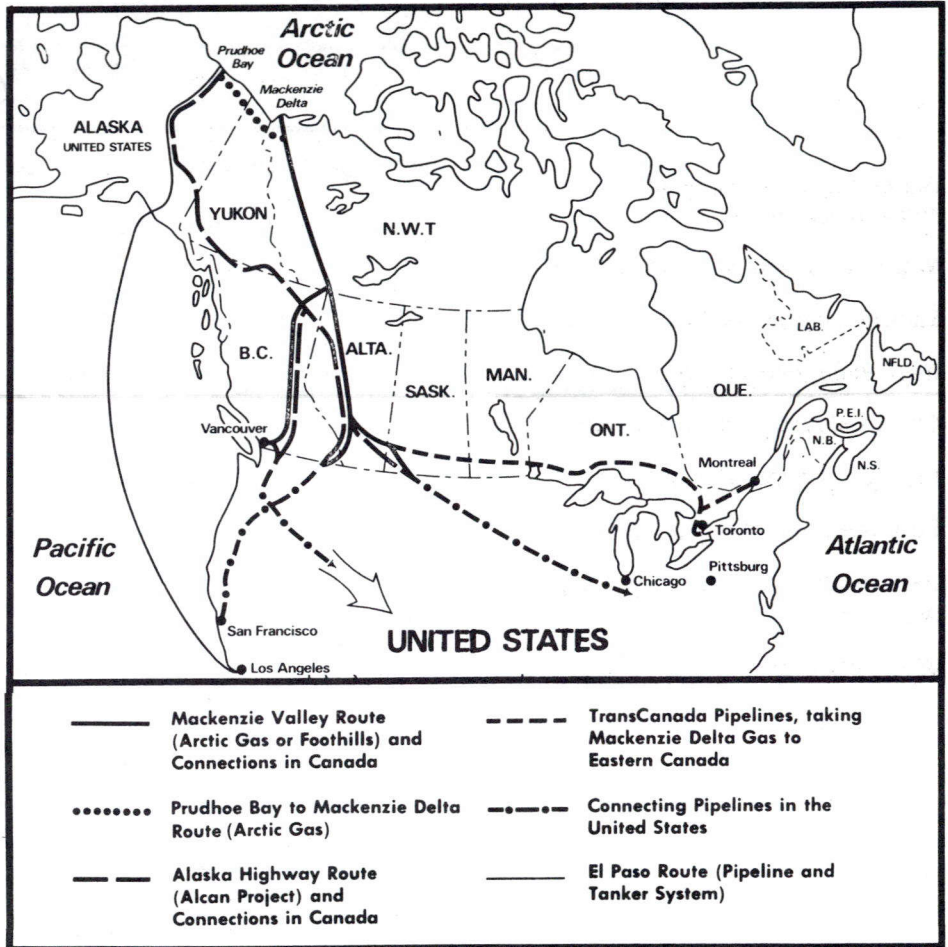 Arctic
Ocean
Prudhoe
Bay
Mackenzie
Delta
ALASKA
UNITED STATES
YUKON
N.W.T
B.C.
ALTA.
SASK.
MAN.
ONT.
QUE.
LAB.
NFLD.
P.E.I.
N.B.
N.S.
Vancouver
Montreal
Toronto
Pacific
Ocean
Atlantic
Ocean
Chicago
Pittsburg
San Francisco
UNITED STATES
Los Angeles
Mackenzie Valley Route
(Arctic Gas or Foothills) and
Connections in Canada
Prudhoe Bay to Mackenzie Delta
Route (Arctic Gas)
Alaska Highway Route
(Alcan Project) and
Connections in Canada
TransCanada Pipelines, taking
Mackenzie Delta Gas to
Eastern Canada
Connecting Pipelines in the
United States
El Paso Route (Pipeline and
Tanker System)